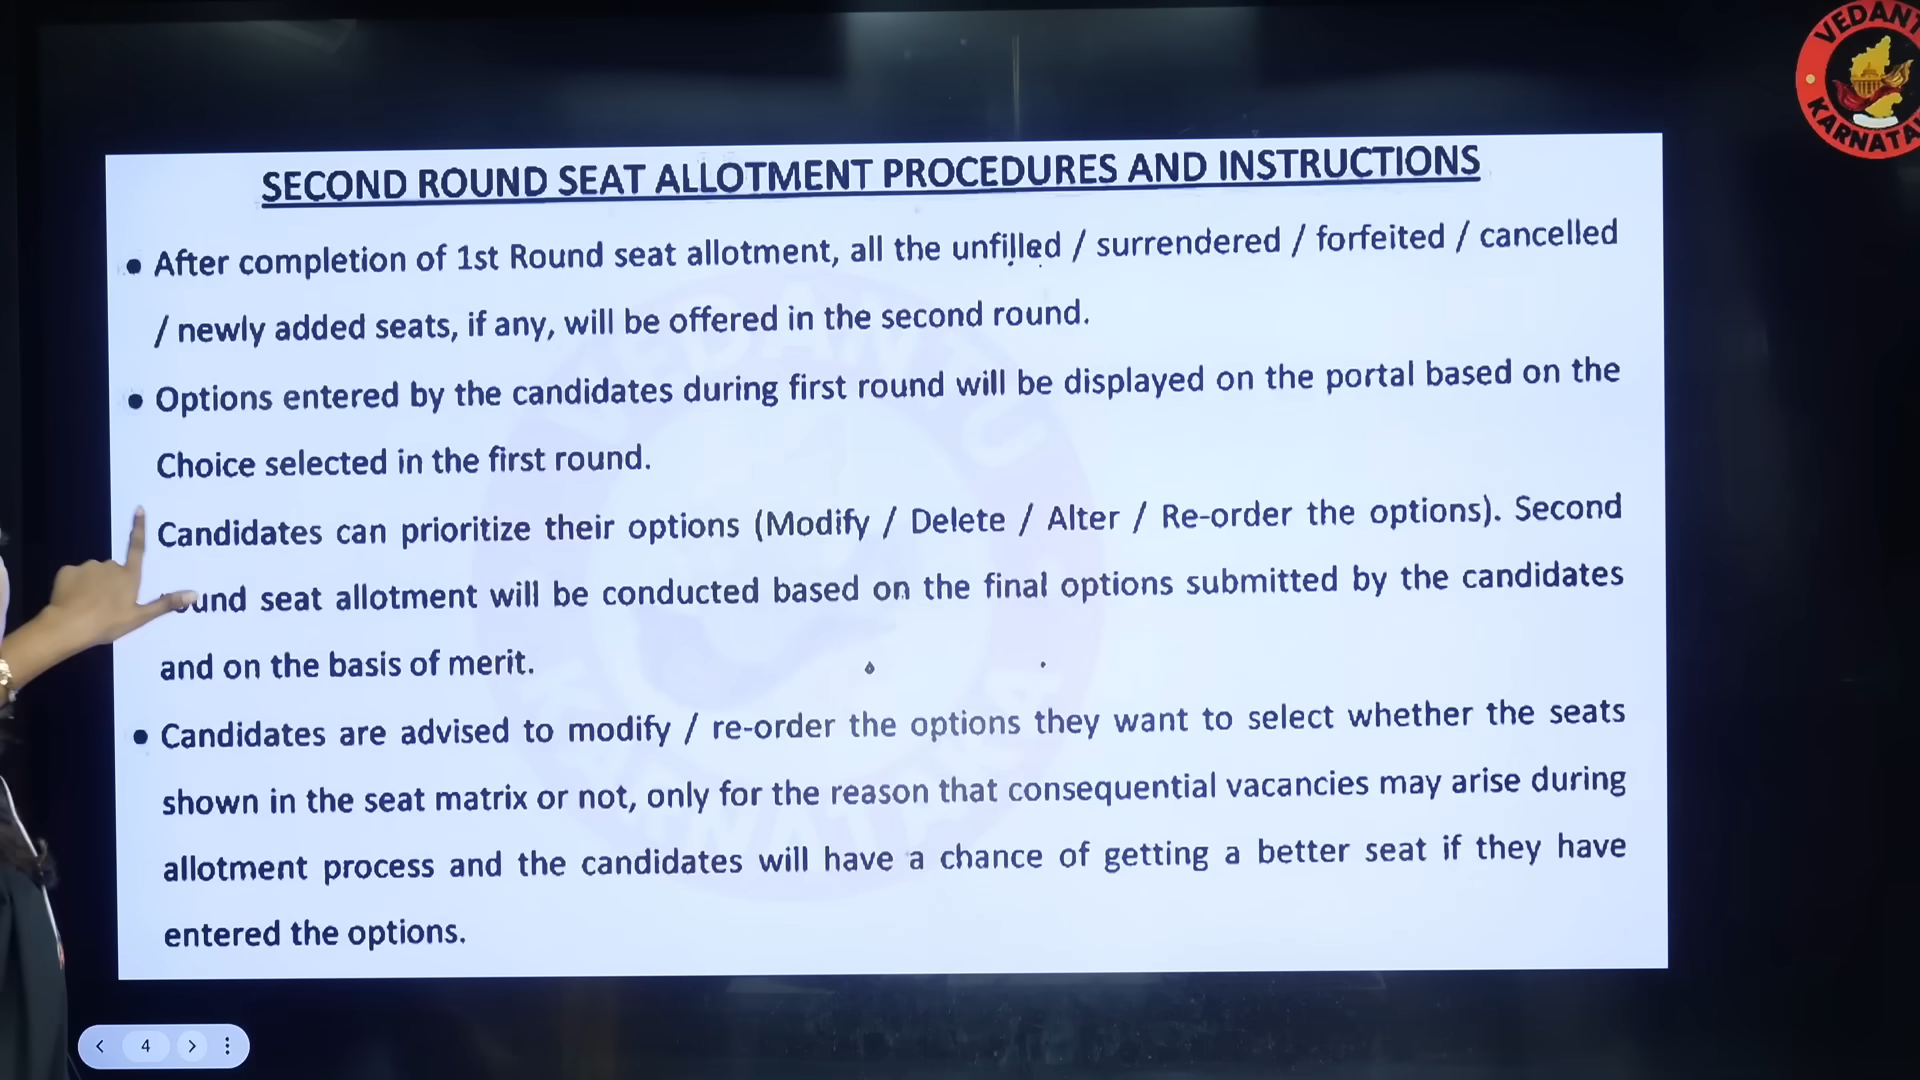 VEDANT
KARNATA
SECOND ROUND SEAT ALLOTMENT PROCEDURES AND INSTRUCTIONS
• After completion of 1st Round seat allotment, all the unfilled / surrendered / forfeited / cancelled
/ newly added seats, if any, will be offered in the second round.
• Options entered by the candidates during first round will be displayed on the portal based on the
Choice selected in the first round.
Candidates can prioritize their options (Modify / Delete / Alter / Re-order the options). Second
ound seat allotment will be conducted based on the final options submitted by the candidates
and on the basis of merit.
• Candidates are advised to modify / re-order the options they want to select whether the seats
shown in the seat matrix or not, only for the reason that consequential vacancies may arise during
allotment process and the candidates will have a chance of getting a better seat if they have
entered the options.
4